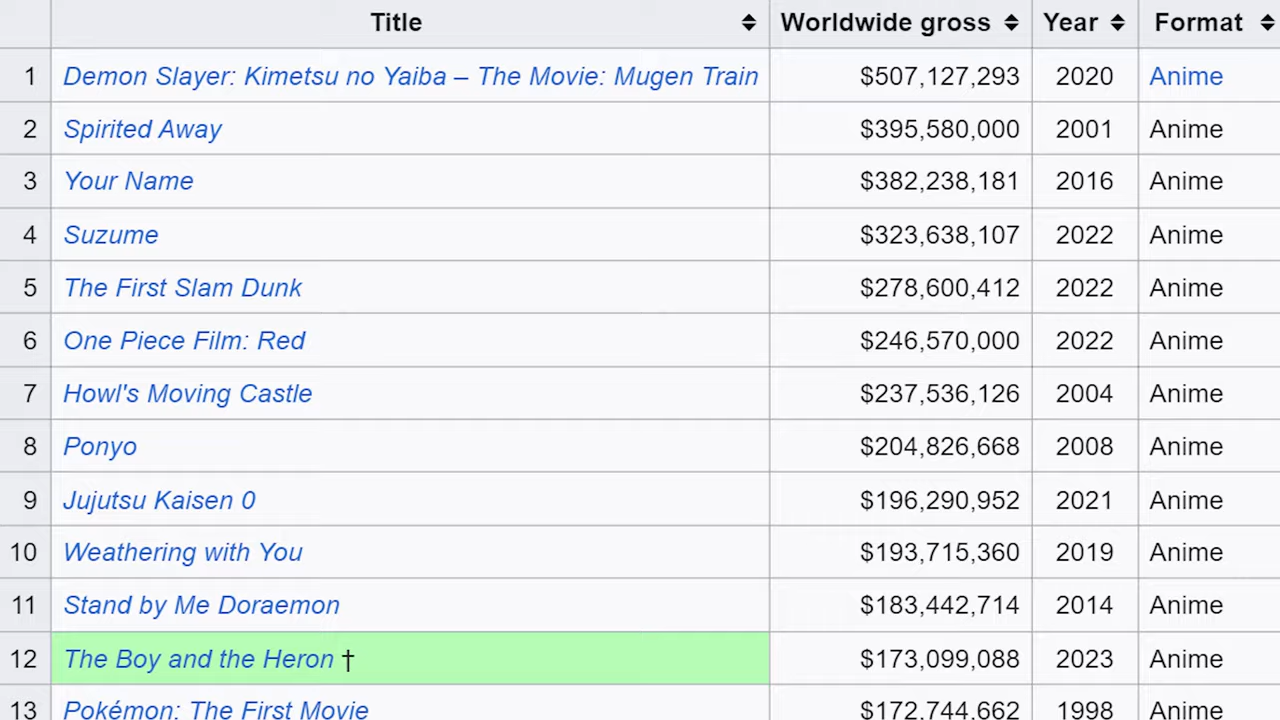 Title Worldwide gross Year Format
1 Demon Slayer: Kimetsu no Yaiba – The Movie: Mugen Train $507,127,293 2020 Anime
2 Spirited Away $395,580,000 2001 Anime
3 Your Name $382,238,181 2016 Anime
4 Suzume $323,638,107 2022 Anime
5 The First Slam Dunk $278,600,412 2022 Anime
6 One Piece Film: Red $246,570,000 2022 Anime
7 Howl's Moving Castle $237,536,126 2004 Anime
8 Ponyo $204,826,668 2008 Anime
9 Jujutsu Kaisen 0 $196,290,952 2021 Anime
10 Weathering with You $193,715,360 2019 Anime
11 Stand by Me Doraemon $183,442,714 2014 Anime
12 The Boy and the Heron † $173,099,088 2023 Anime
13 Pokémon: The First Movie $172,744,662 1998 Anime